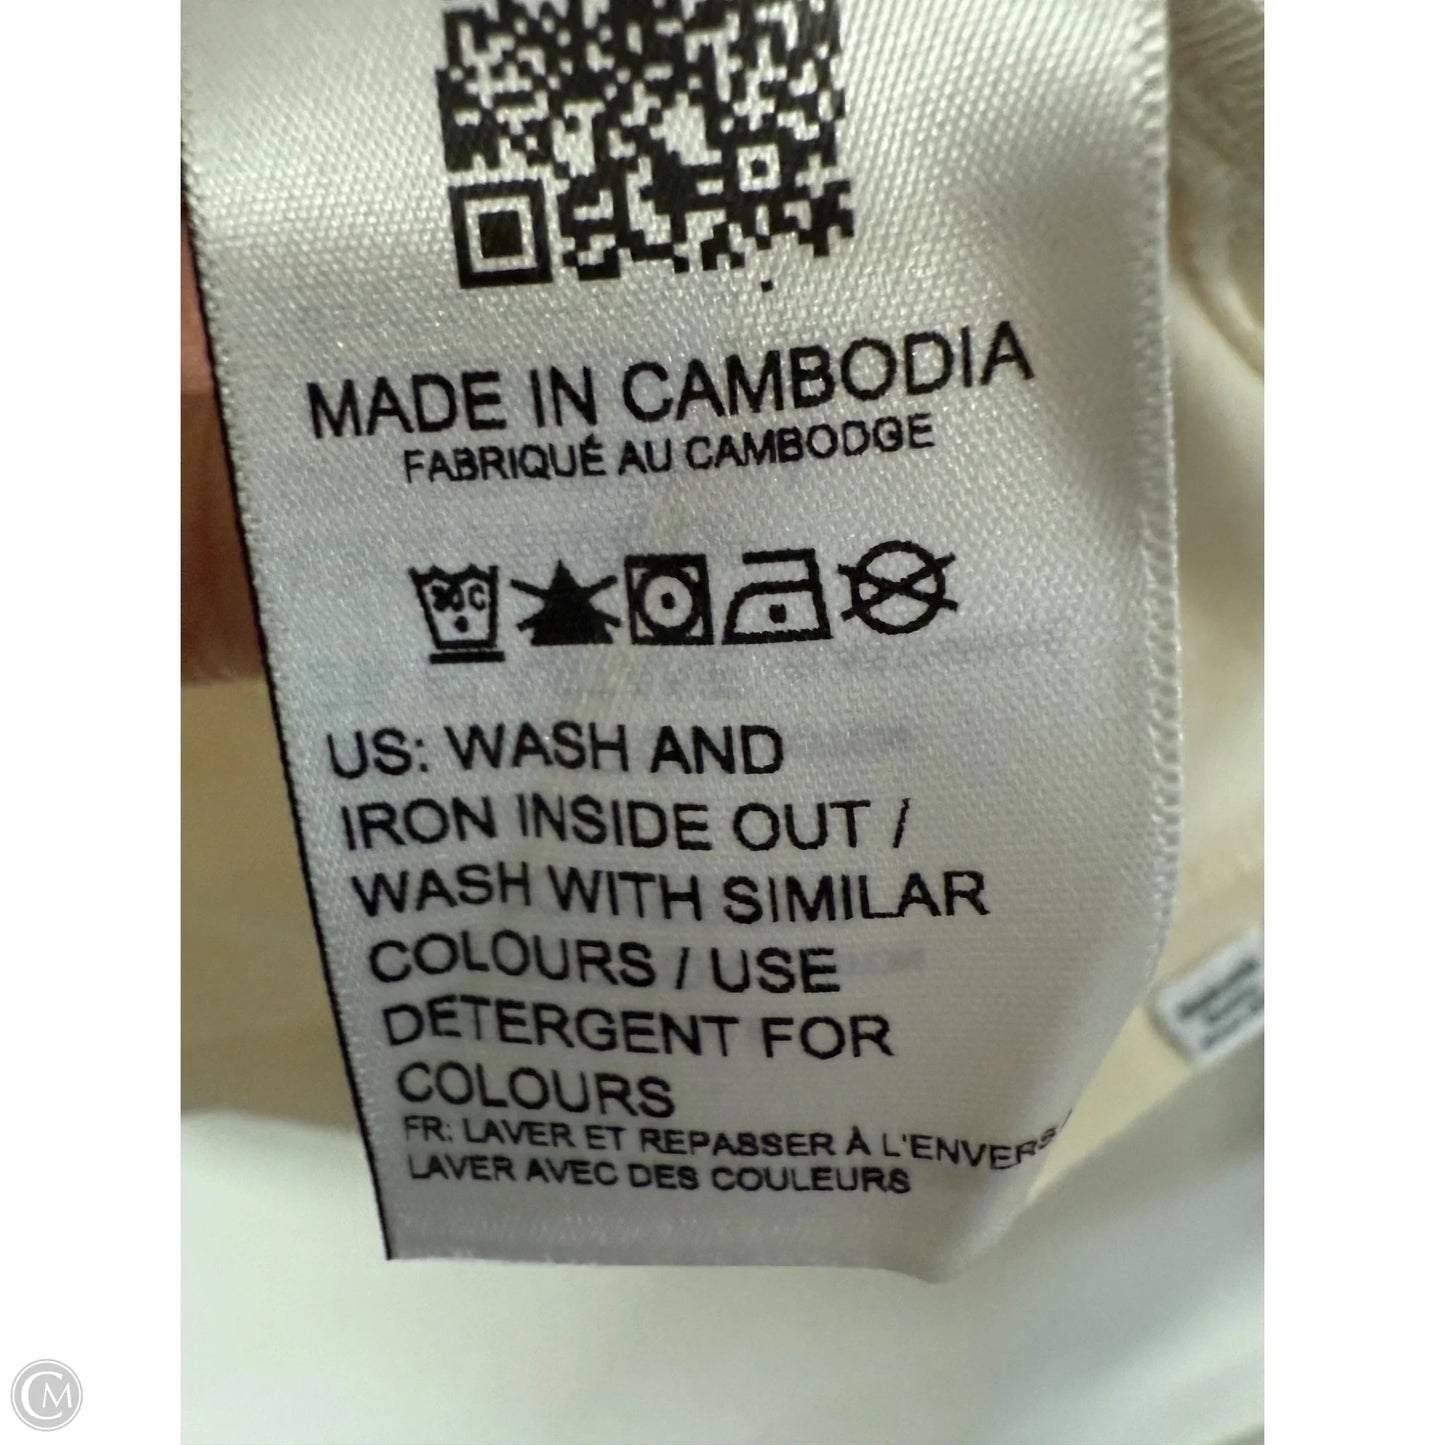 MADE IN CAMBODIA
FABRIQUÉ AU CAMBODGE
30 C
US: WASH AND
IRON INSIDE OUT /
WASH WITH SIMILAR
COLOURS / USE
DETERGENT FOR
COLOURS
FR: LAVER ET REPASSER À L'ENVERS /
LAVER AVEC DES COULEURS
CM